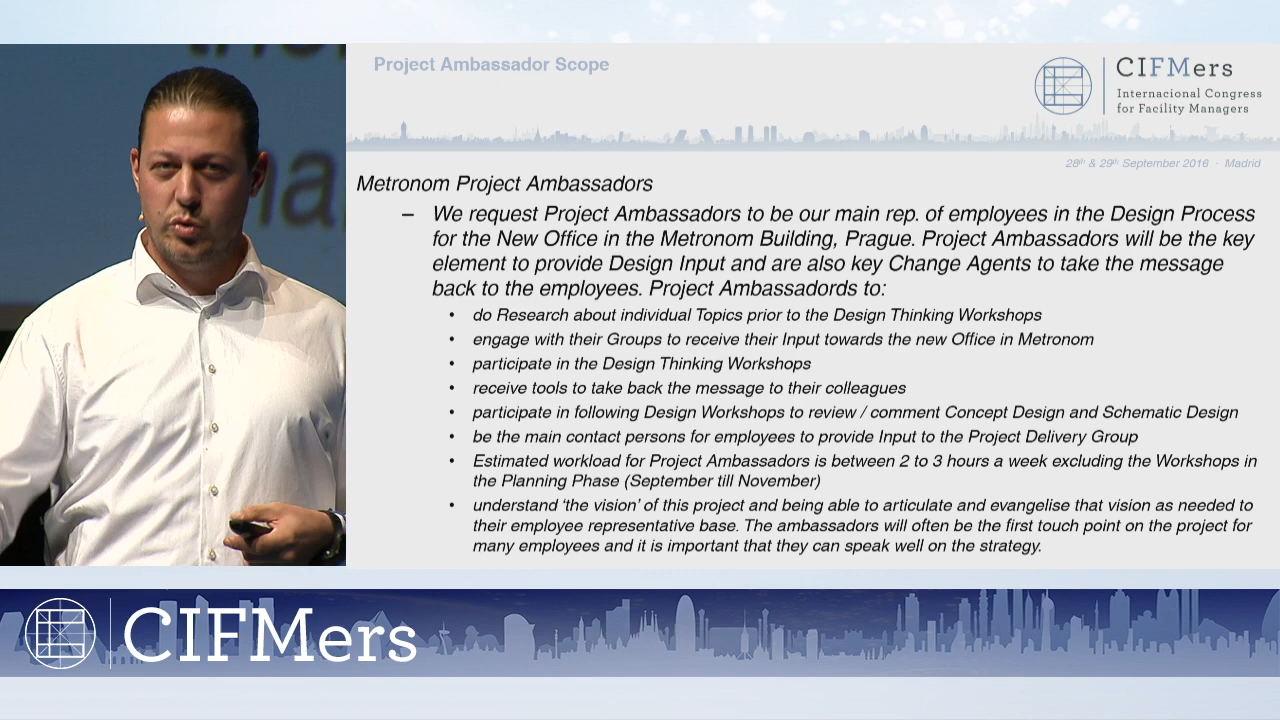 Project Ambassador Scope
CIFMers
Internacional Congress
for Facility Managers
28th & 29th September 2016 · Madrid
Metronom Project Ambassadors
– We request Project Ambassadors to be our main rep. of employees in the Design Process
for the New Office in the Metronom Building, Prague. Project Ambassadors will be the key
element to provide Design Input and are also key Change Agents to take the message
back to the employees. Project Ambassadords to:
• do Research about individual Topics prior to the Design Thinking Workshops
• engage with their Groups to receive their Input towards the new Office in Metronom
• participate in the Design Thinking Workshops
• receive tools to take back the message to their colleagues
• participate in following Design Workshops to review / comment Concept Design and Schematic Design
• be the main contact persons for employees to provide Input to the Project Delivery Group
• Estimated workload for Project Ambassadors is between 2 to 3 hours a week excluding the Workshops in
the Planning Phase (September till November)
• understand ‘the vision’ of this project and being able to articulate and evangelise that vision as needed to
their employee representative base. The ambassadors will often be the first touch point on the project for
many employees and it is important that they can speak well on the strategy.
CIFMers